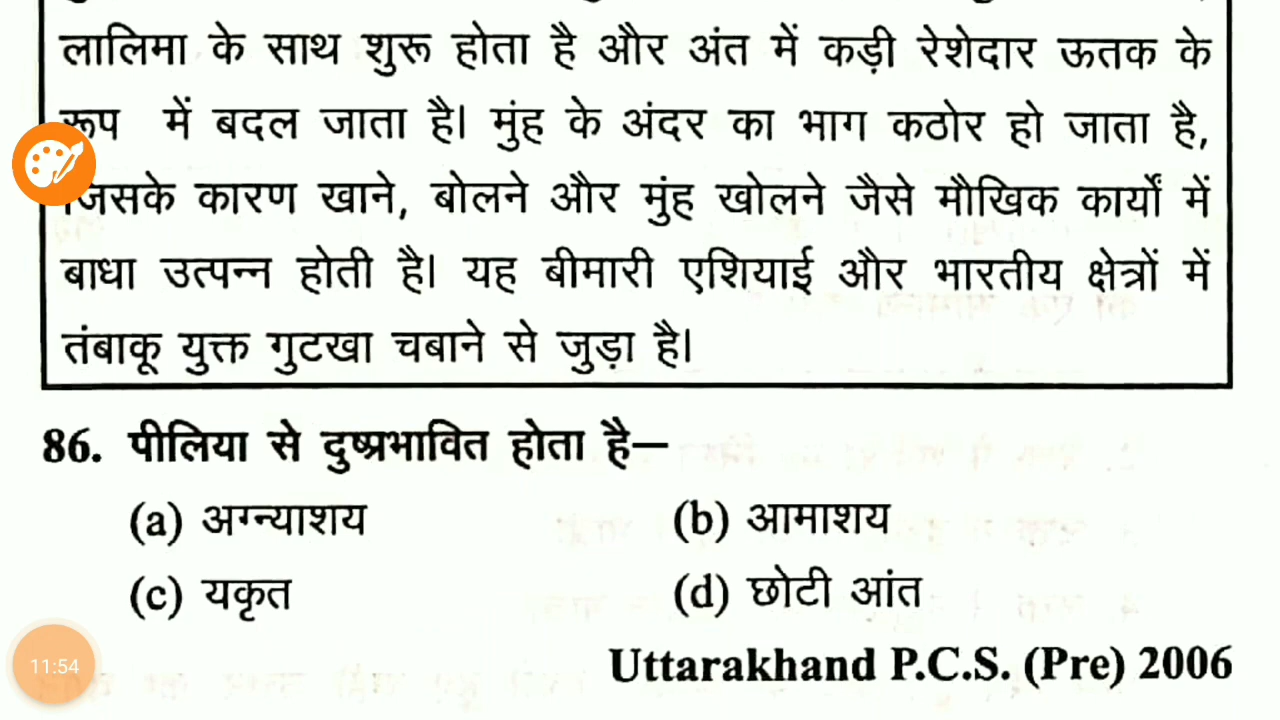 लालिमा के साथ शुरू होता है और अंत में कड़ी रेशेदार ऊतक के
रूप में बदल जाता है। मुंह के अंदर का भाग कठोर हो जाता है,
जिसके कारण खाने, बोलने और मुंह खोलने जैसे मौखिक कार्यों में
बाधा उत्पन्न होती है। यह बीमारी एशियाई और भारतीय क्षेत्रों में
तंबाकू युक्त गुटखा चबाने से जुड़ा है।
86. पीलिया से दुष्प्रभावित होता है—
(a) अग्न्याशय (b) आमाशय
(c) यकृत (d) छोटी आंत
11:54
Uttarakhand P.C.S. (Pre) 2006